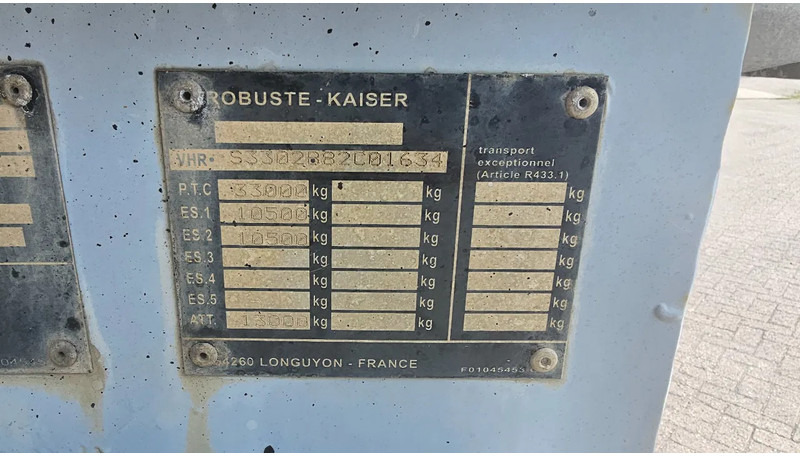 ROBUSTE - KAISER
VHR• S3302B82C01634
transport
exceptionnel
(Article R433.1)
P.T.C 33000 kg kg kg
ES.1 10500 kg kg kg
ES.2 10500 kg kg kg
ES.3 kg kg kg
ES.4 kg kg kg
ES.5 kg kg kg
ATT. 13000 kg kg kg
4260 LONGUYON - FRANCE
F01045453